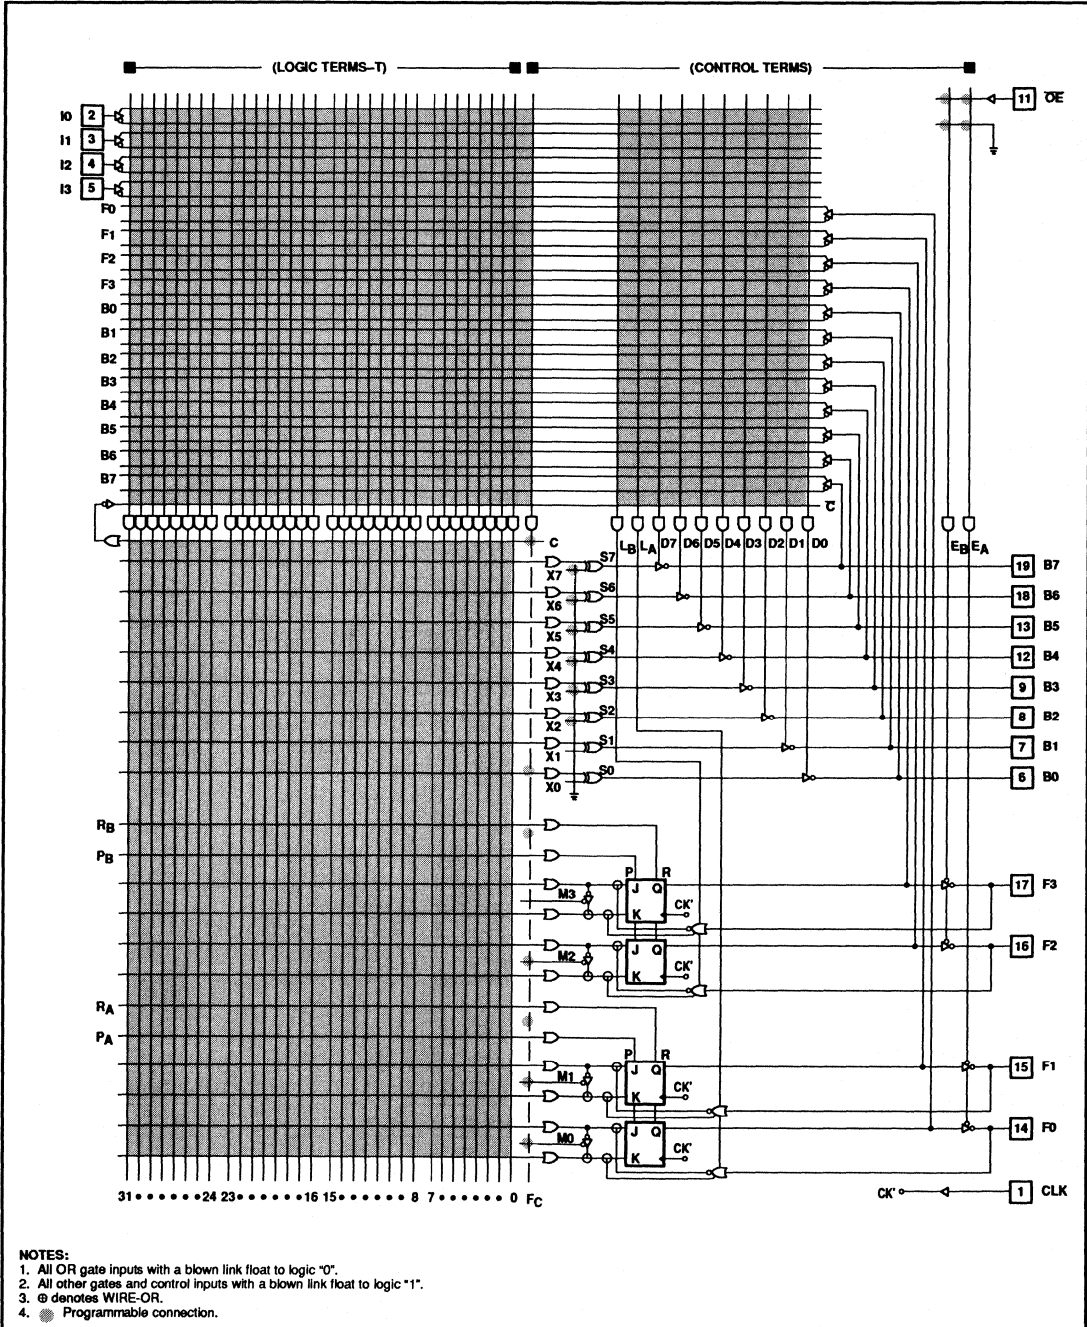 (LOGIC TERMS–T) (CONTROL TERMS)
11 OE
I0 2
I1 3
I2 4
I3 5
F0
F1
F2
F3
B0
B1
B2
B3
B4
B5
B6
B7
C
C LB LA D7 D6 D5 D4 D3 D2 D1 D0 EB EA
X7 S7 19 B7
X6 S6 18 B6
X5 S5 13 B5
X4 S4 12 B4
X3 S3 9 B3
X2 S2 8 B2
X1 S1 7 B1
X0 S0 6 B0
RB
PB
P R
J Q 17 F3
M3 CK'
K
J Q 16 F2
M2 CK'
K
RA
PA
P R
J Q 15 F1
M1 CK'
K
J Q 14 F0
M0 CK'
K
31 • • • • • • 24 23 • • • • • • 16 15 • • • • • • 8 7 • • • • • • 0 FC
CK' 1 CLK
NOTES:
1. All OR gate inputs with a blown link float to logic "0".
2. All other gates and control inputs with a blown link float to logic "1".
3. ⊕ denotes WIRE-OR.
4. Programmable connection.